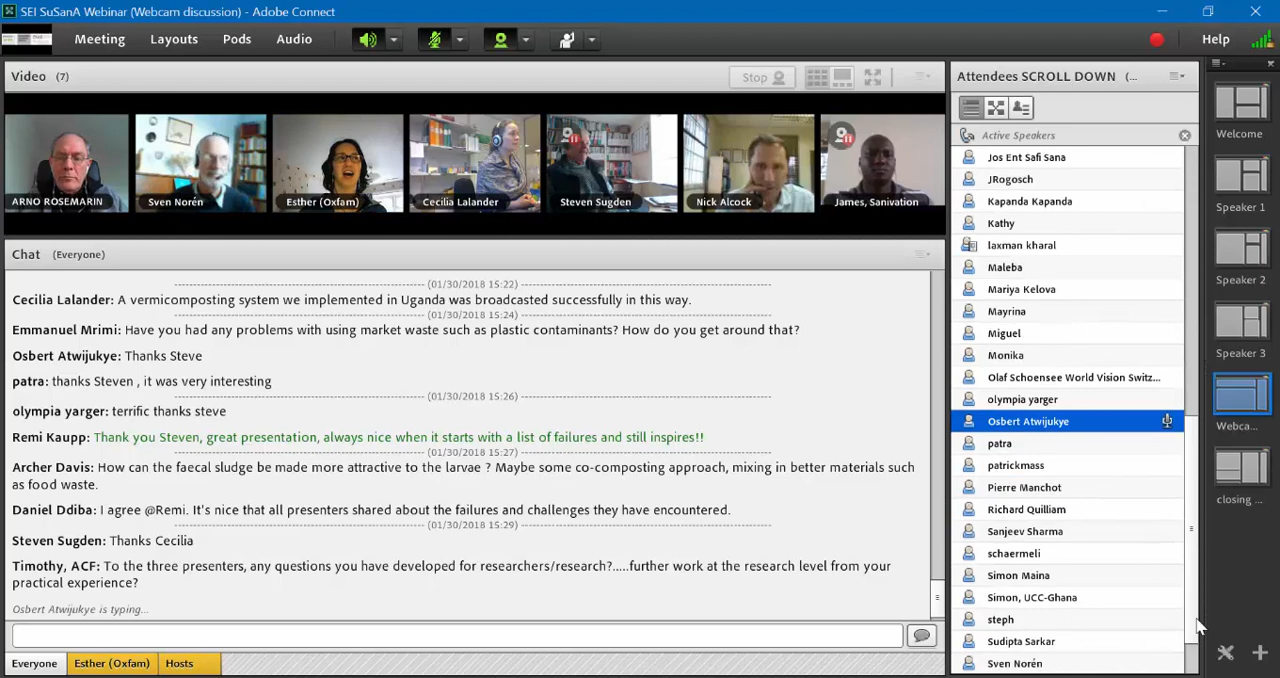 SEI SuSanA Webinar (Webcam discussion) - Adobe Connect
Meeting Layouts Pods Audio Help
Video (7)
Stop
ARNO ROSEMARIN
Sven Norén
Esther (Oxfam)
Cecilia Lalander
Steven Sugden
Nick Alcock
James, Sanivation
Chat (Everyone)
(01/30/2018 15:22)
Cecilia Lalander: A vermicomposting system we implemented in Uganda was broadcasted successfully in this way.
(01/30/2018 15:24)
Emmanuel Mrimi: Have you had any problems with using market waste such as plastic contaminants? How do you get around that?
Osbert Atwijukye: Thanks Steve
patra: thanks Steven , it was very interesting
(01/30/2018 15:26)
olympia yarger: terrific thanks steve
Remi Kaupp: Thank you Steven, great presentation, always nice when it starts with a list of failures and still inspires!!
(01/30/2018 15:27)
Archer Davis: How can the faecal sludge be made more attractive to the larvae ? Maybe some co-composting approach, mixing in better materials such
as food waste.
Daniel Ddiba: I agree @Remi. It's nice that all presenters shared about the failures and challenges they have encountered.
(01/30/2018 15:29)
Steven Sugden: Thanks Cecilia
Timothy, ACF: To the three presenters, any questions you have developed for researchers/research?.....further work at the research level from your
practical experience?
Osbert Atwijukye is typing...
Everyone
Esther (Oxfam)
Hosts
Attendees SCROLL DOWN (...
Active Speakers
Jos Ent Safi Sana
JRogosch
Kapanda Kapanda
Kathy
laxman kharal
Maleba
Mariya Kelova
Mayrina
Miguel
Monika
Olaf Schoensee World Vision Switz...
olympia yarger
Osbert Atwijukye
patra
patrickmass
Pierre Manchot
Richard Quilliam
Sanjeev Sharma
schaermeli
Simon Maina
Simon, UCC-Ghana
steph
Sudipta Sarkar
Sven Norén
Welcome
Speaker 1
Speaker 2
Speaker 3
Webca...
closing ...